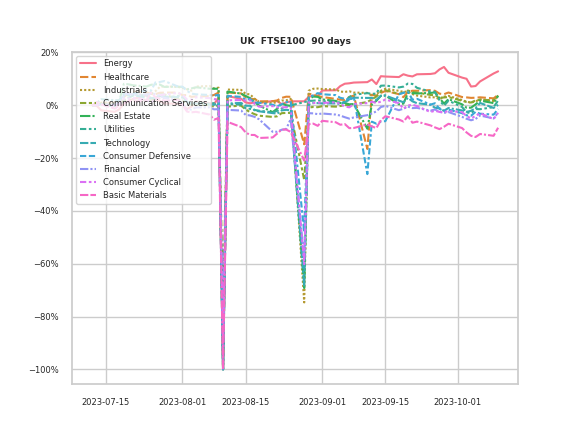 UK FTSE100 90 days
20%
0%
−20%
−40%
−60%
−80%
−100%
Energy
Healthcare
Industrials
Communication Services
Real Estate
Utilities
Technology
Consumer Defensive
Financial
Consumer Cyclical
Basic Materials
2023-07-15
2023-08-01
2023-08-15
2023-09-01
2023-09-15
2023-10-01